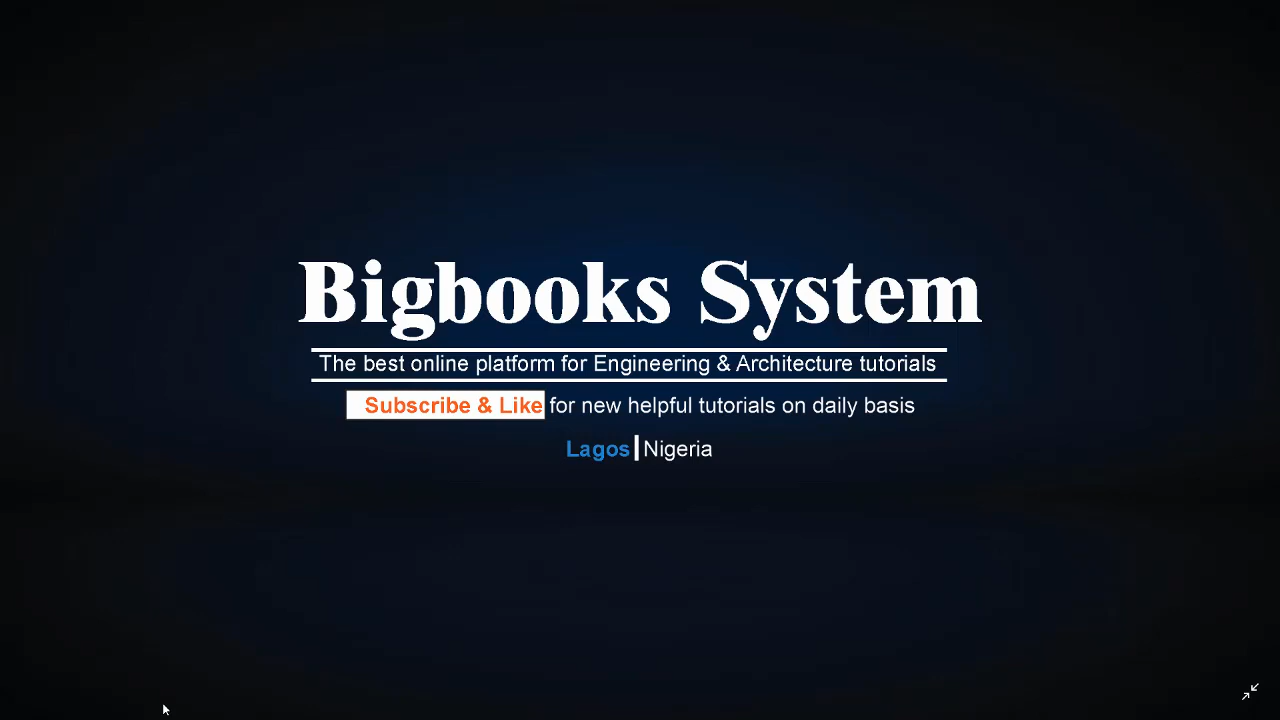 Bigbooks System
The best online platform for Engineering & Architecture tutorials
Subscribe & Like for new helpful tutorials on daily basis
Lagos | Nigeria